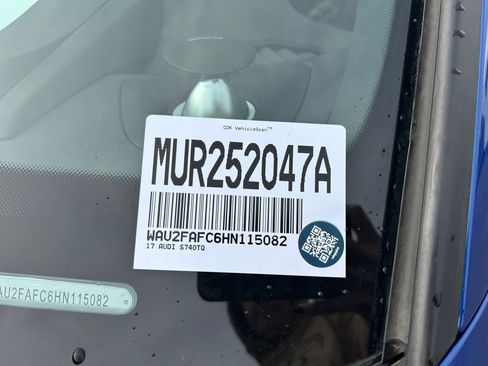 CDK VehicleScan™
MUR252047A
WAU2FAFC6HN115082
17 AUDI S740TQ
AU2FAFC6HN115082